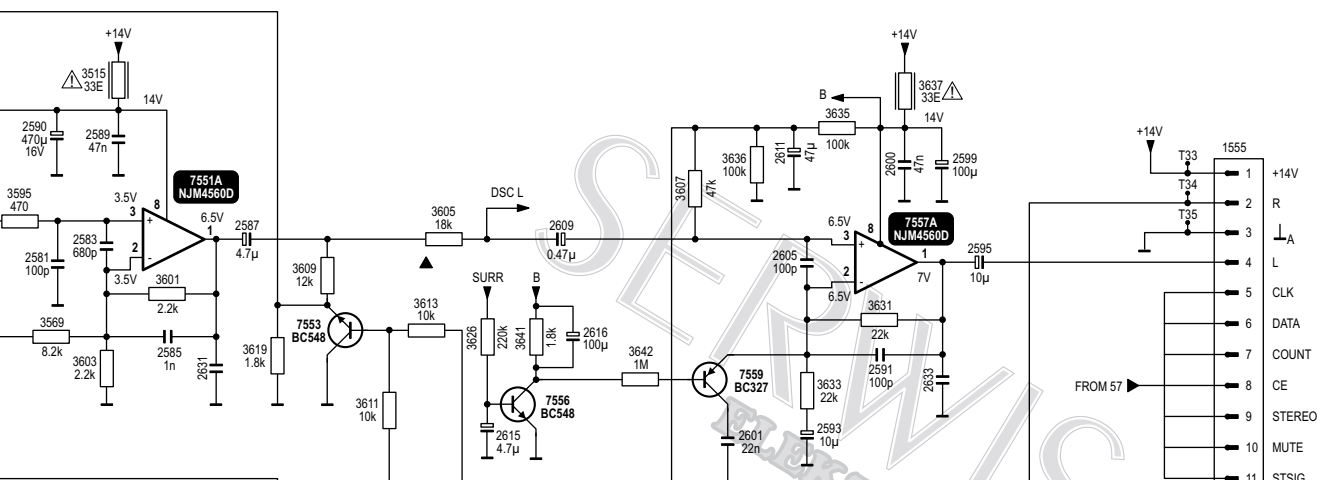 +14V
3515
33E
14V
2590
470µ
16V
2589
47n
7551A
NJM4560D
3595
470
3.5V
3
8
+
6.5V
1
2587
4.7µ
2
-
3.5V
2583
680p
2581
100p
3601
2.2k
3569
8.2k
3603
2.2k
2585
1n
2631
3619
1.8k
3609
12k
7553
BC548
3613
10k
3611
10k
3605
18k
DSC L
2609
0.47µ
SURR
B
3626
220k
3641
1.8k
2616
100µ
7556
BC548
2615
4.7µ
3642
1M
7559
BC327
2601
22n
+14V
3637
33E
14V
B
3635
100k
3636
100k
2611
47µ
3607
47k
2600
47n
2599
100µ
7557A
NJM4560D
6.5V
3
8
+
1
7V
2
-
6.5V
2605
100p
2595
10µ
3631
22k
2591
100p
2633
3633
22k
2593
10µ
+14V
1555
T33
1 +14V
T34
2 R
T35
3 A
4 L
5 CLK
6 DATA
7 COUNT
FROM 57
8 CE
9 STEREO
10 MUTE
11 STSIG
SERWIS